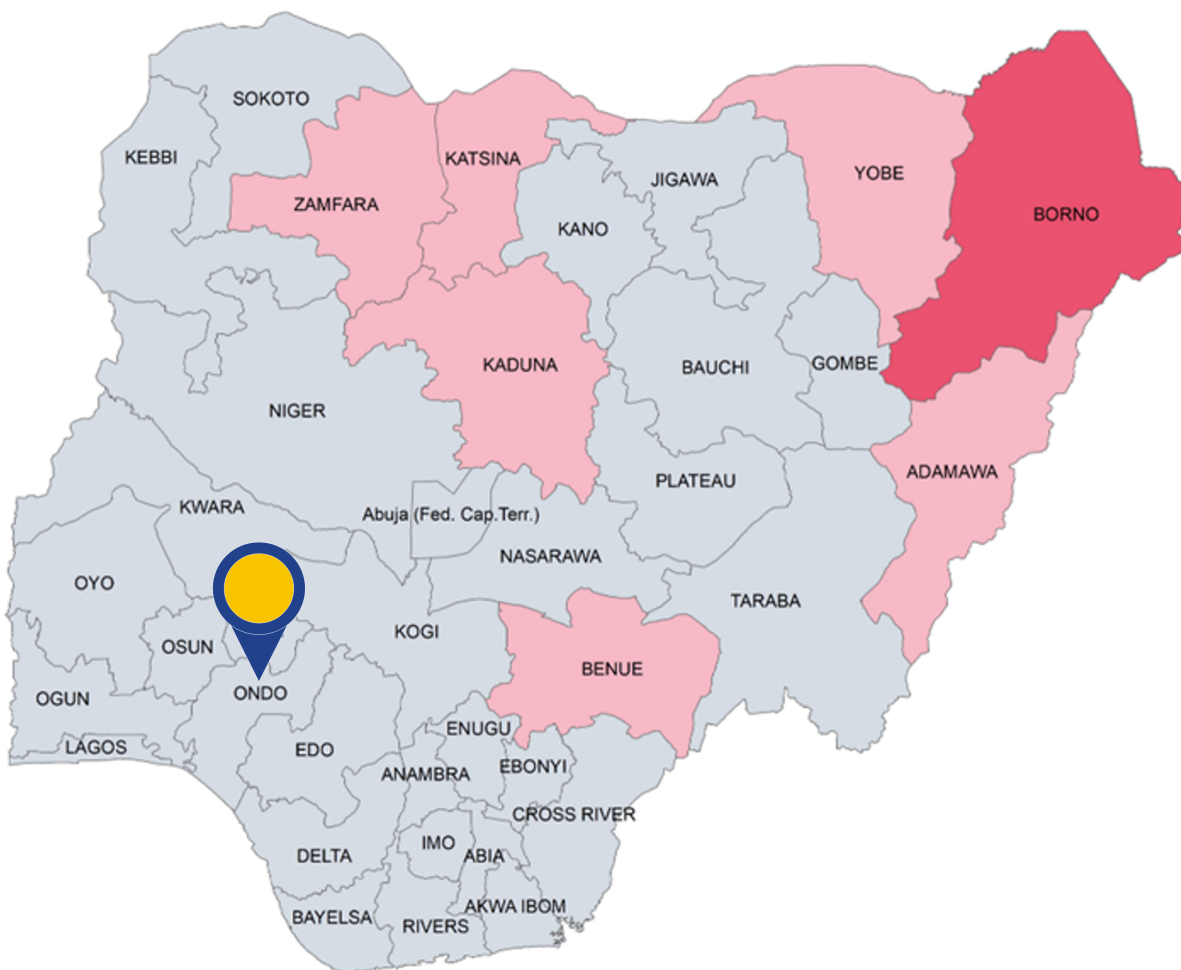 SOKOTO
KEBBI
KATSINA
ZAMFARA
JIGAWA
YOBE
KANO
BORNO
KADUNA
BAUCHI
GOMBE
NIGER
ADAMAWA
PLATEAU
KWARA
Abuja (Fed. Cap.Terr.)
NASARAWA
OYO
TARABA
KOGI
OSUN
BENUE
OGUN
ONDO
ENUGU
LAGOS
EDO
EBONYI
ANAMBRA
CROSS RIVER
IMO
DELTA
ABIA
AKWA IBOM
BAYELSA
RIVERS